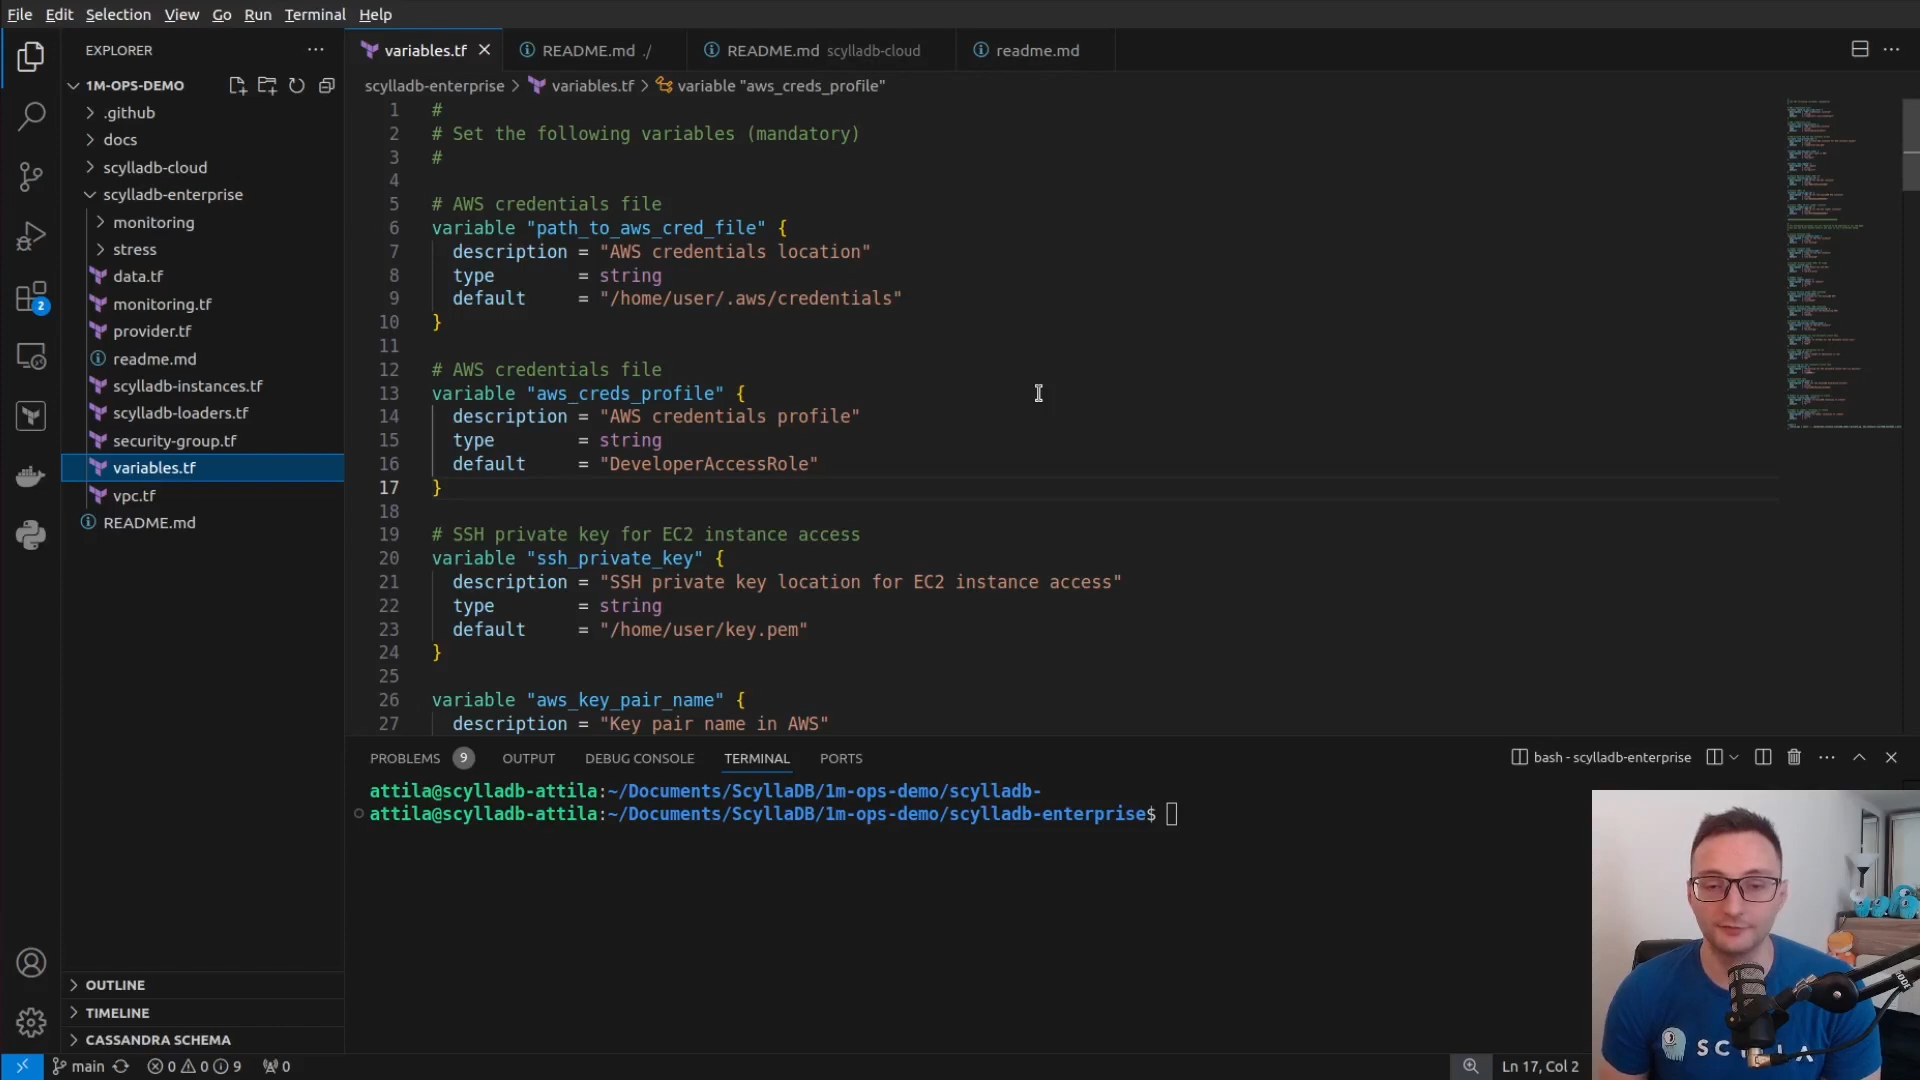 File Edit Selection View Go Run Terminal Help
EXPLORER
1M-OPS-DEMO
.github
docs
scylladb-cloud
scylladb-enterprise
monitoring
stress
data.tf
monitoring.tf
provider.tf
readme.md
scylladb-instances.tf
scylladb-loaders.tf
security-group.tf
variables.tf
vpc.tf
README.md
OUTLINE
TIMELINE
CASSANDRA SCHEMA
2
variables.tf README.md ./ README.md scylladb-cloud readme.md
scylladb-enterprise > variables.tf > variable "aws_creds_profile"
1 #
2 # Set the following variables (mandatory)
3 #
4
5 # AWS credentials file
6 variable "path_to_aws_cred_file" {
7 description = "AWS credentials location"
8 type = string
9 default = "/home/user/.aws/credentials"
10 }
11
12 # AWS credentials file
13 variable "aws_creds_profile" {
14 description = "AWS credentials profile"
15 type = string
16 default = "DeveloperAccessRole"
17 }
18
19 # SSH private key for EC2 instance access
20 variable "ssh_private_key" {
21 description = "SSH private key location for EC2 instance access"
22 type = string
23 default = "/home/user/key.pem"
24 }
25
26 variable "aws_key_pair_name" {
27 description = "Key pair name in AWS"
PROBLEMS 9 OUTPUT DEBUG CONSOLE TERMINAL PORTS
bash - scylladb-enterprise
attila@scylladb-attila:~/Documents/ScyllaDB/1m-ops-demo/scylladb-
attila@scylladb-attila:~/Documents/ScyllaDB/1m-ops-demo/scylladb-enterprise$
main 0 0 9 0
Ln 17, Col 2